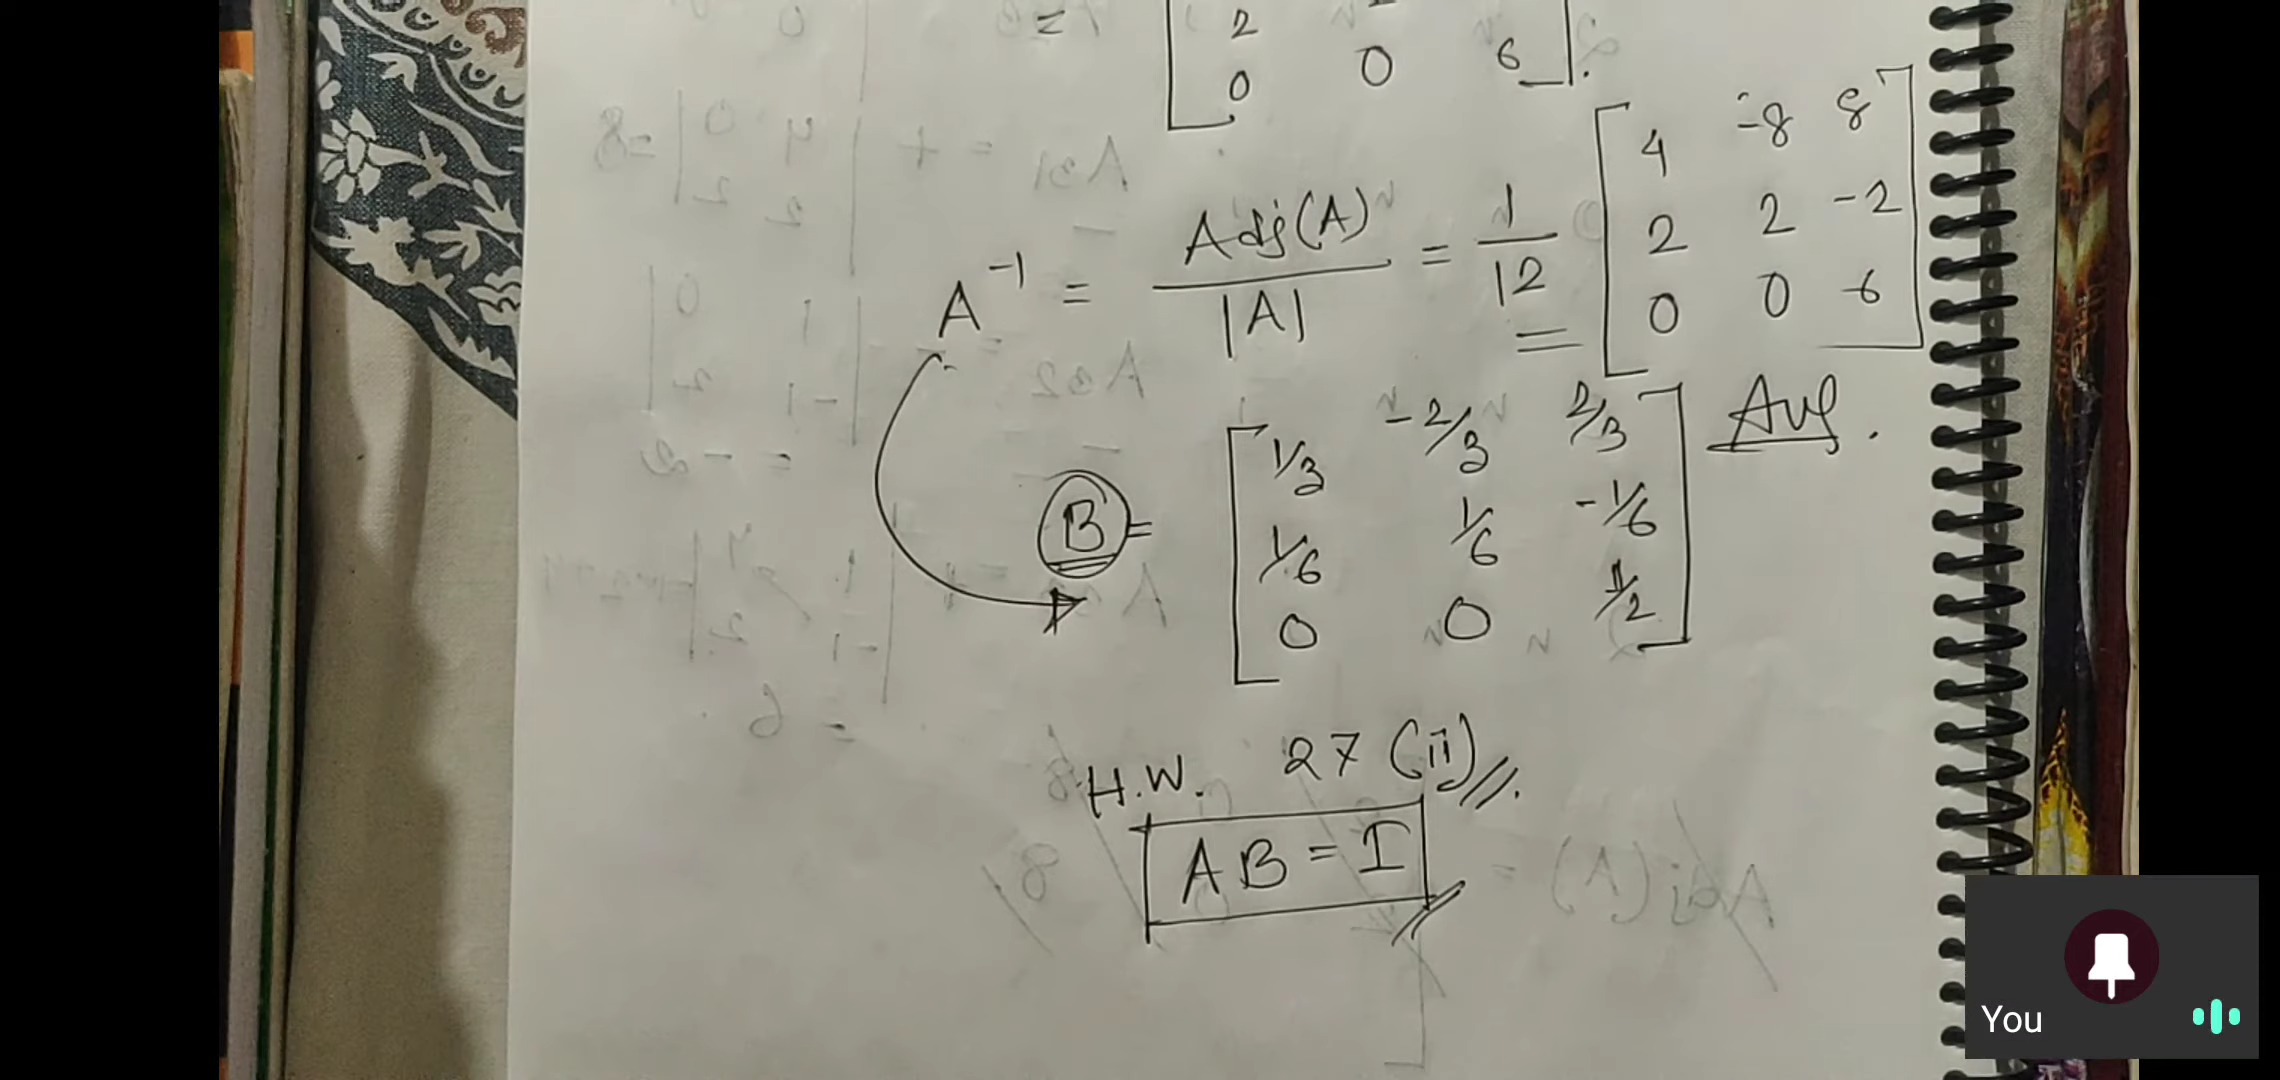 = [ 2
0 0 6 ].
A⁻¹ = Adj(A) / |A| = 1/12 [ 4 -8 8
2 2 -2
0 0 6 ]
B = [ 1/3 -2/3 2/3
1/6 1/6 -1/6
0 0 1/2 ] Ans.
H.W. 27 (ii)
AB = I
You